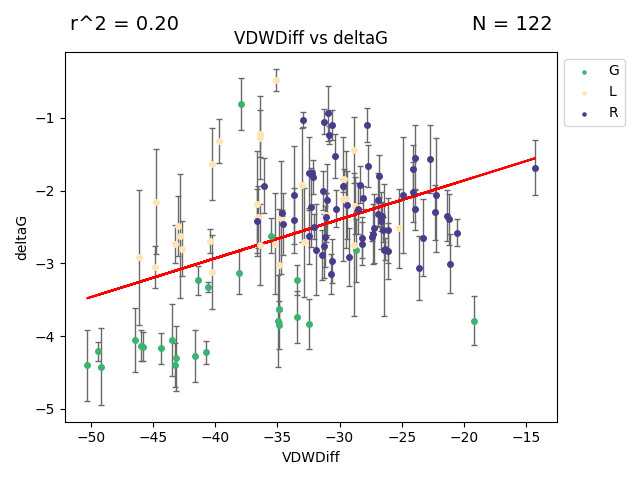 r^2 = 0.20 N = 122
VDWDiff vs deltaG
G
L
R
−1
−2
−3
−4
−5
deltaG
−50 −45 −40 −35 −30 −25 −20 −15
VDWDiff